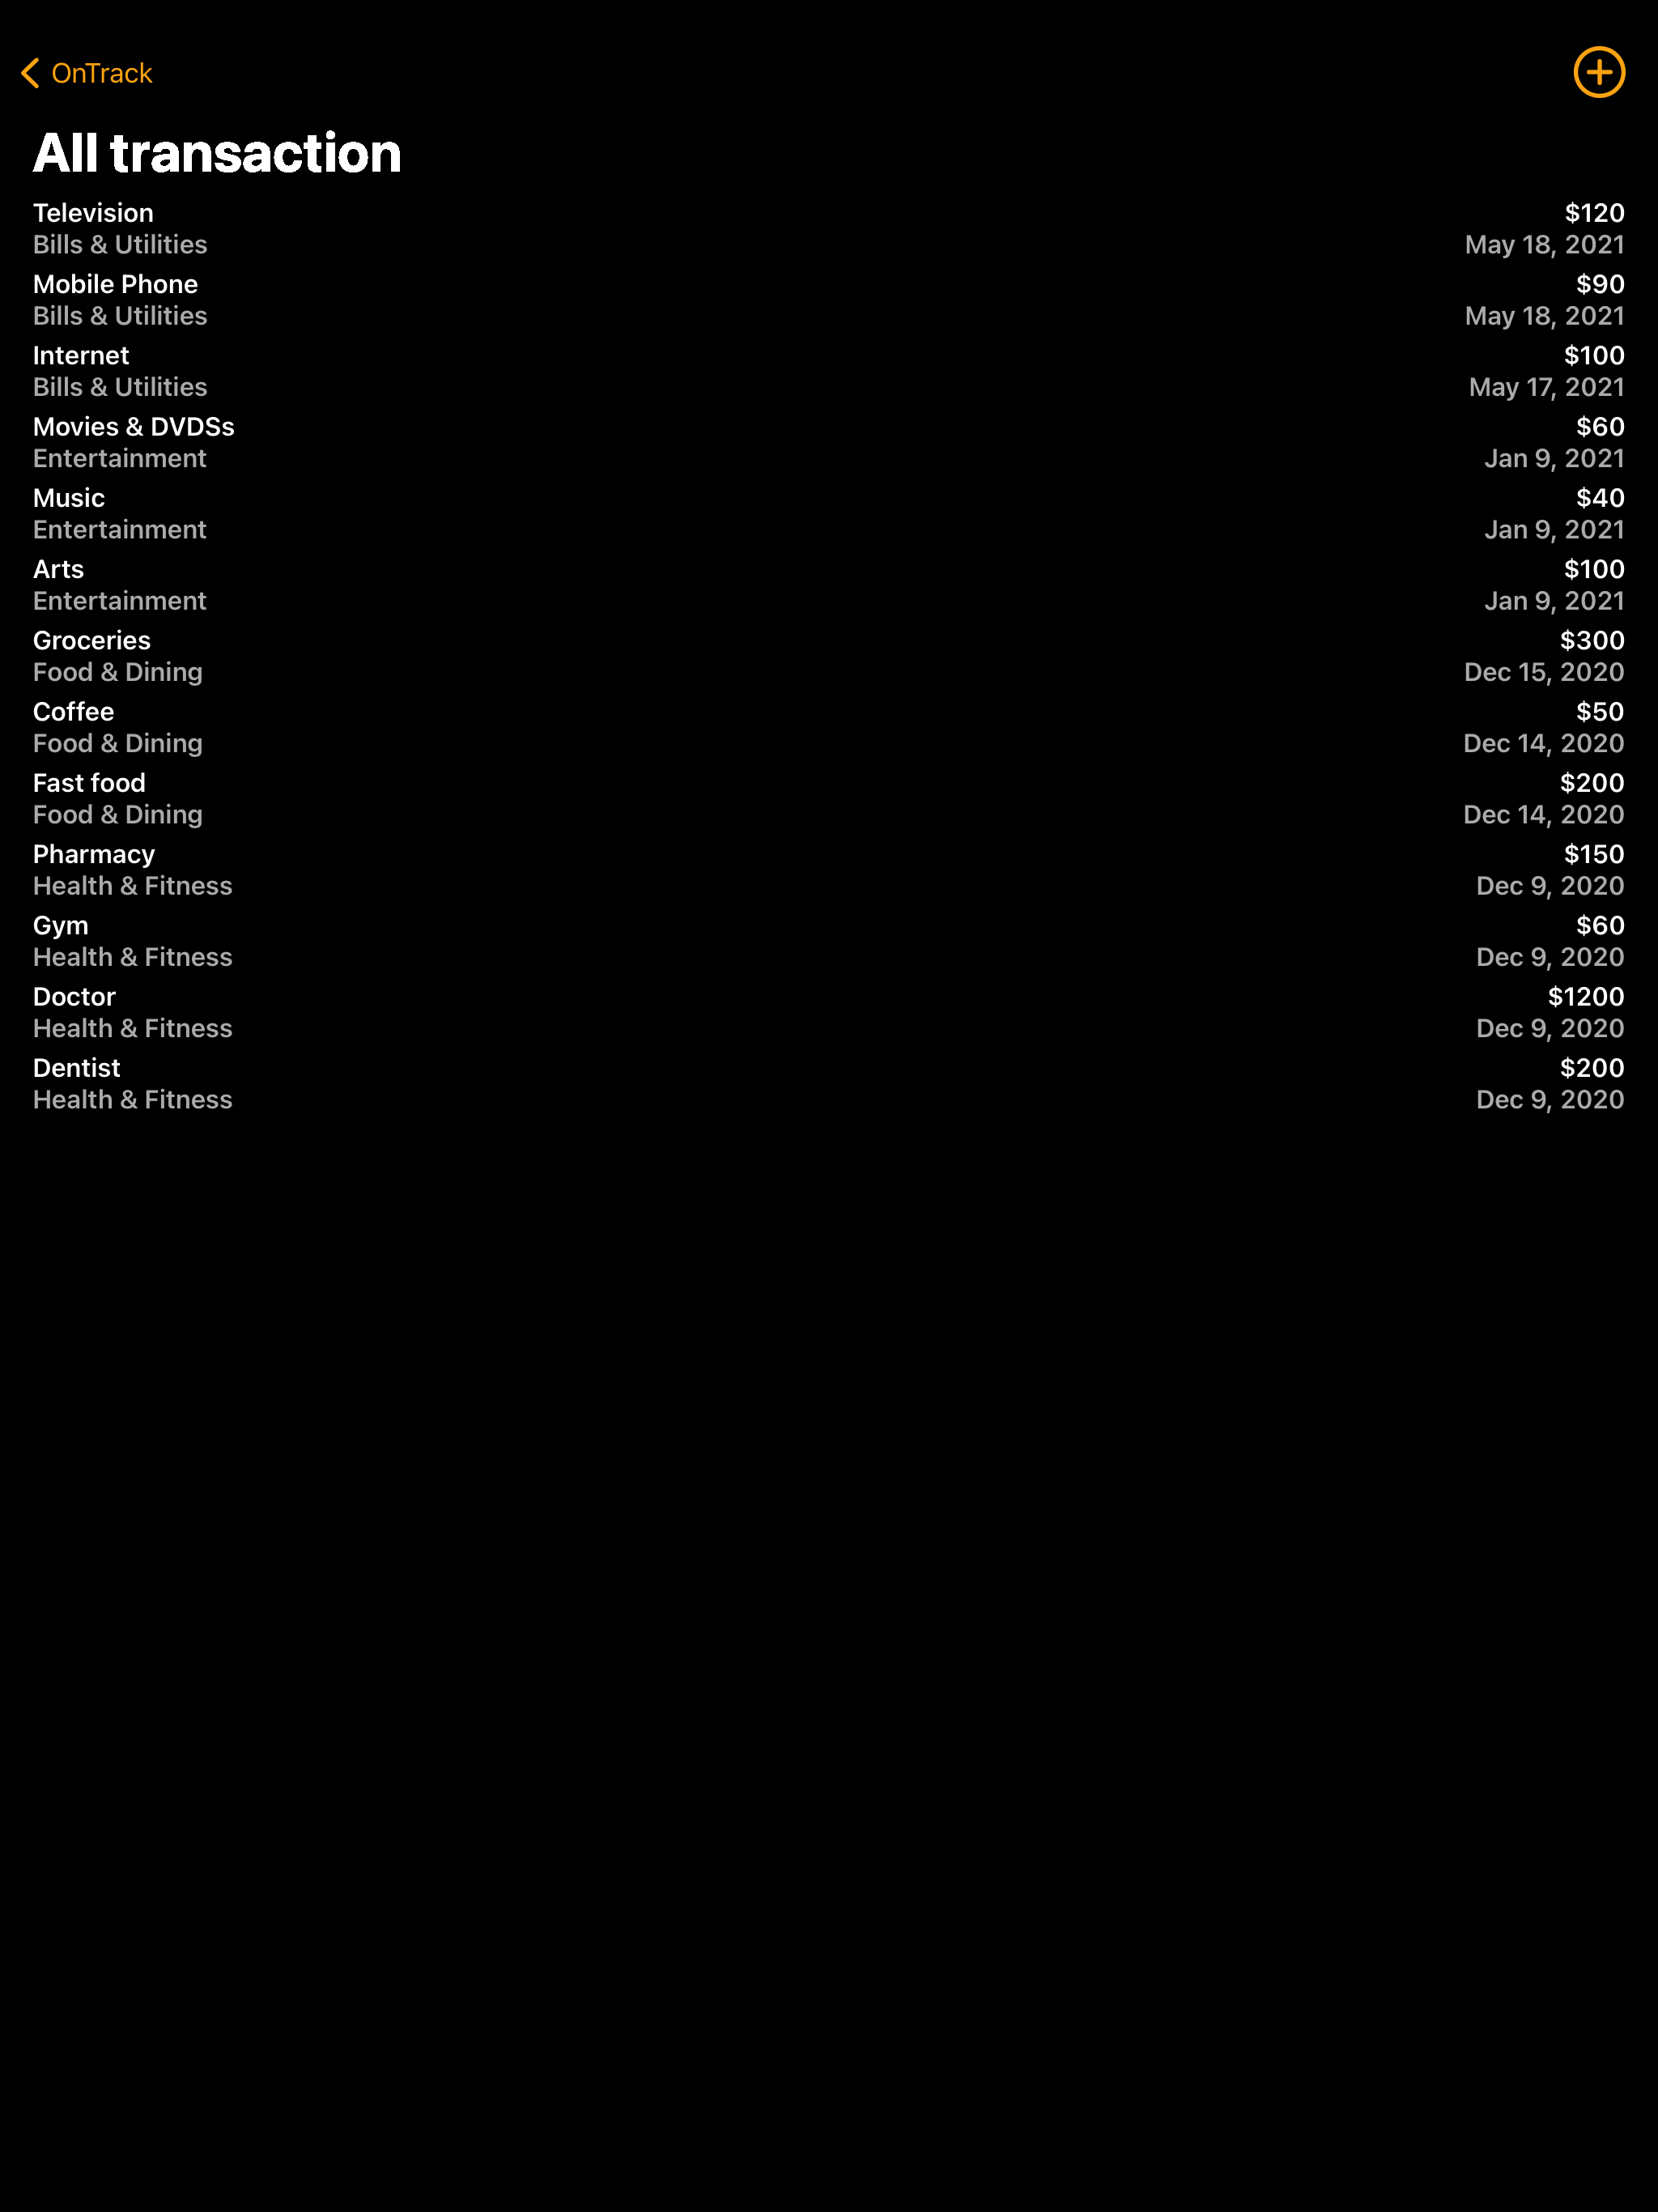 OnTrack
All transaction
Television $120
Bills & Utilities May 18, 2021
Mobile Phone $90
Bills & Utilities May 18, 2021
Internet $100
Bills & Utilities May 17, 2021
Movies & DVDSs $60
Entertainment Jan 9, 2021
Music $40
Entertainment Jan 9, 2021
Arts $100
Entertainment Jan 9, 2021
Groceries $300
Food & Dining Dec 15, 2020
Coffee $50
Food & Dining Dec 14, 2020
Fast food $200
Food & Dining Dec 14, 2020
Pharmacy $150
Health & Fitness Dec 9, 2020
Gym $60
Health & Fitness Dec 9, 2020
Doctor $1200
Health & Fitness Dec 9, 2020
Dentist $200
Health & Fitness Dec 9, 2020